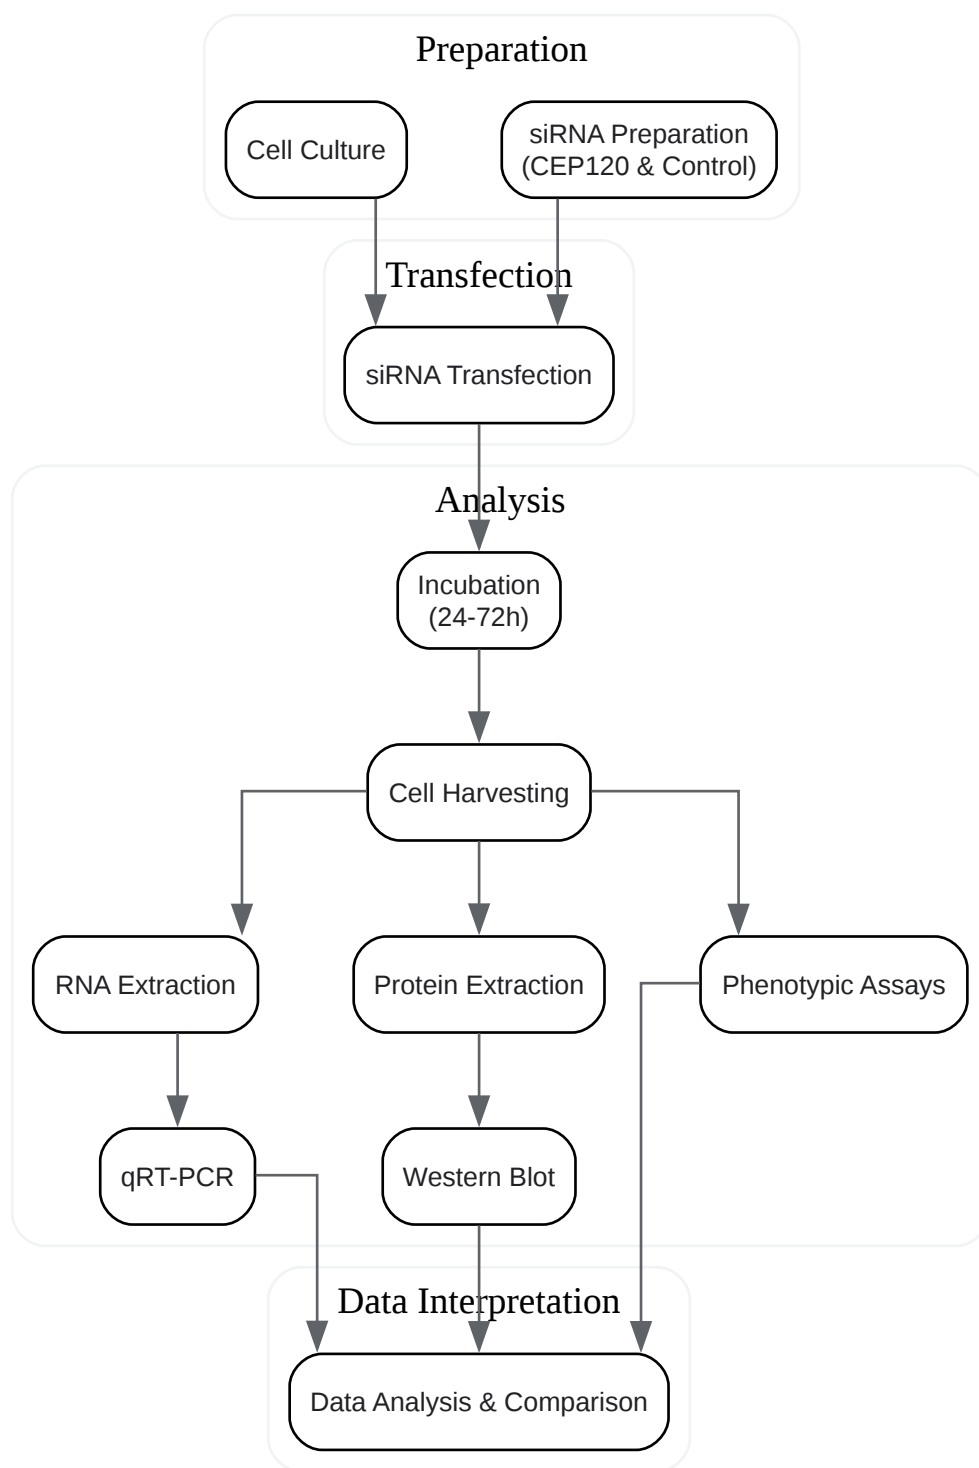 Preparation
Cell Culture
siRNA Preparation
(CEP120 & Control)
Transfection
siRNA Transfection
Analysis
Incubation
(24-72h)
Cell Harvesting
RNA Extraction
Protein Extraction
Phenotypic Assays
qRT-PCR
Western Blot
Data Interpretation
Data Analysis & Comparison